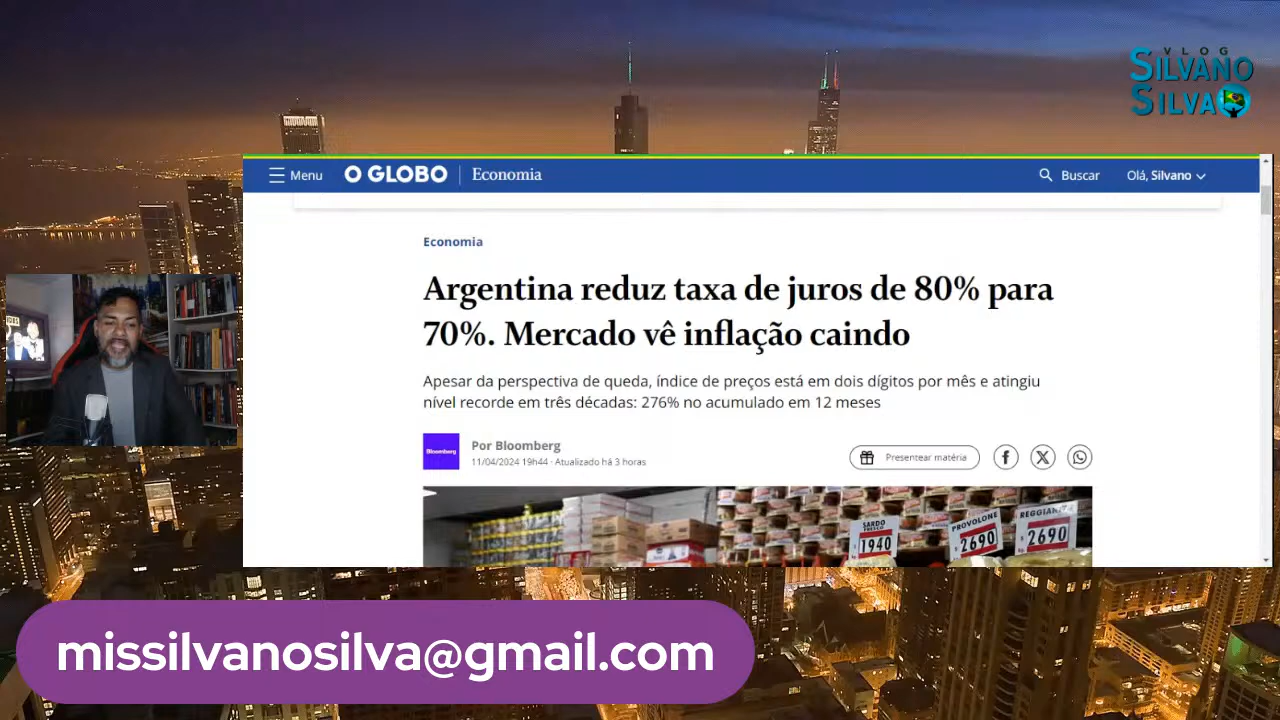 VLOG
SILVANO
SILVA
Menu
O GLOBO
Economia
Buscar
Olá, Silvano
Economia
Argentina reduz taxa de juros de 80% para
70%. Mercado vê inflação caindo
Apesar da perspectiva de queda, índice de preços está em dois dígitos por mês e atingiu
nível recorde em três décadas: 276% no acumulado em 12 meses
Bloomberg
Por Bloomberg
11/04/2024 19h44 · Atualizado há 3 horas
Presentear matéria
SARDO
FRESCO
1940
PROVOLONE
2690
REGGIANITO
2690
missilvanosilva@gmail.com